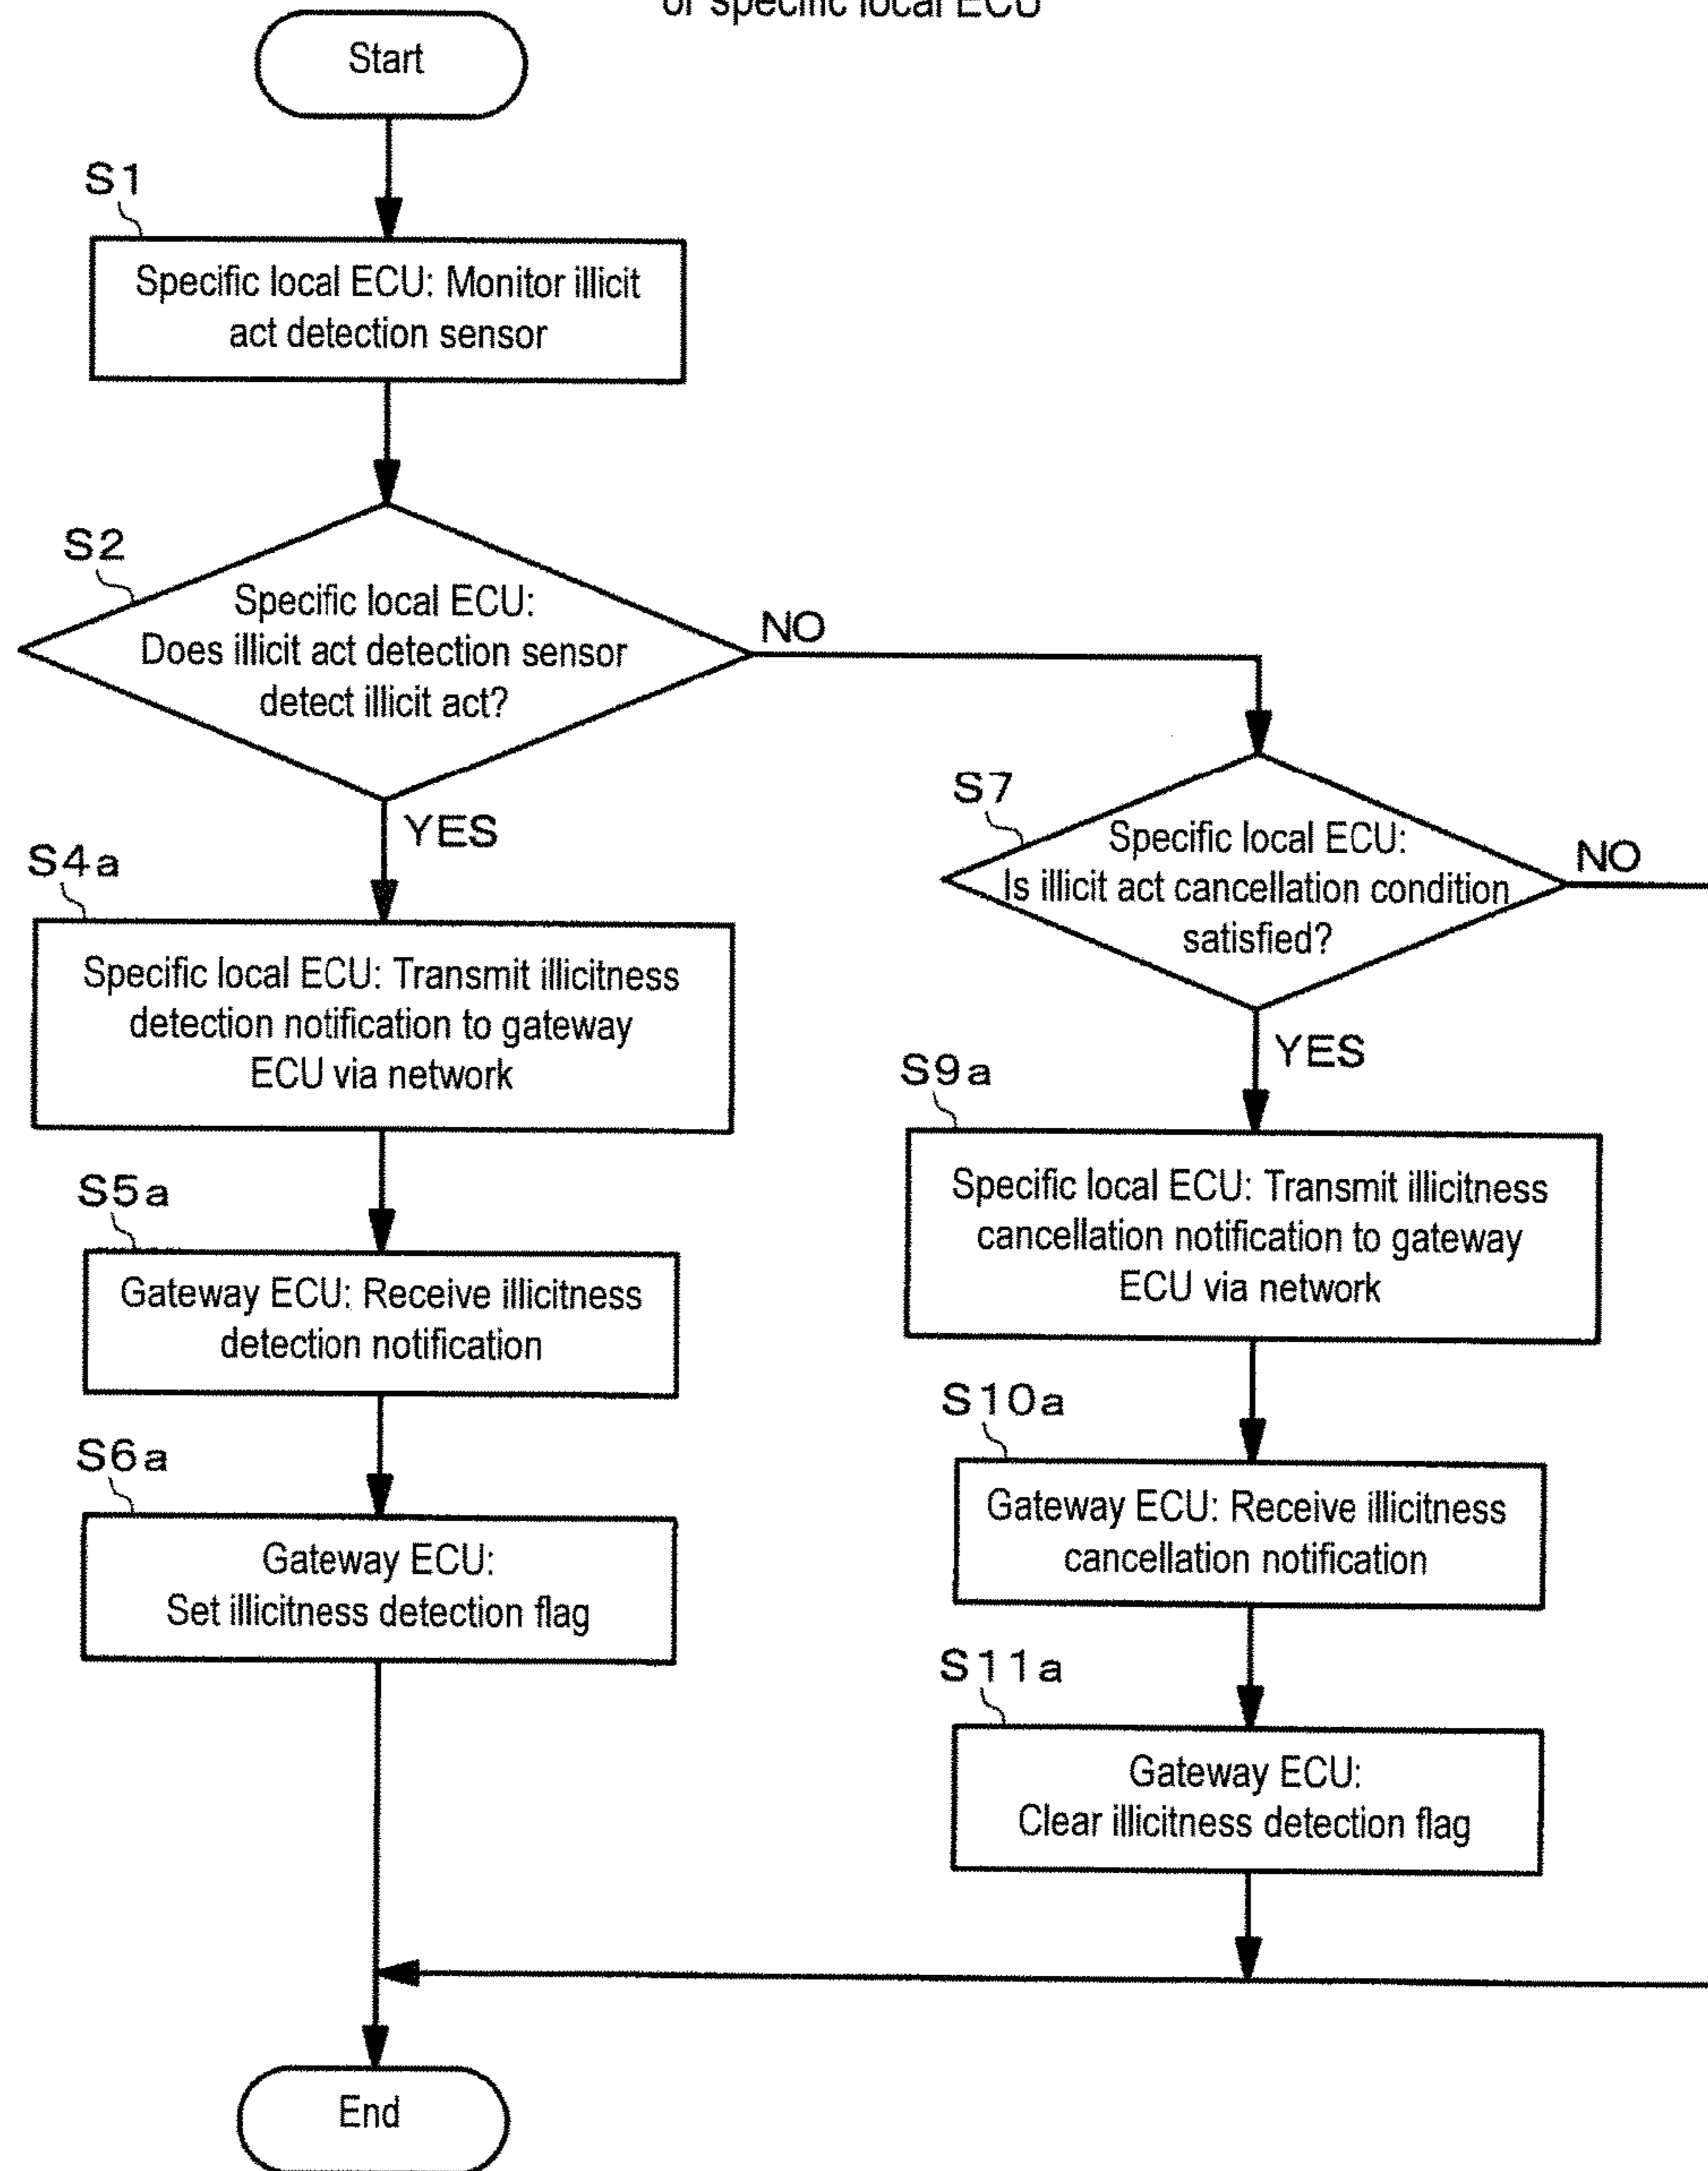 of specific local ECU
Start
S1
Specific local ECU: Monitor illicit
act detection sensor
S2
Specific local ECU:
Does illicit act detection sensor
detect illicit act?
NO
YES
S4a
Specific local ECU: Transmit illicitness
detection notification to gateway
ECU via network
S5a
Gateway ECU: Receive illicitness
detection notification
S6a
Gateway ECU:
Set illicitness detection flag
S7
Specific local ECU:
Is illicit act cancellation condition
satisfied?
NO
YES
S9a
Specific local ECU: Transmit illicitness
cancellation notification to gateway
ECU via network
S10a
Gateway ECU: Receive illicitness
cancellation notification
S11a
Gateway ECU:
Clear illicitness detection flag
End